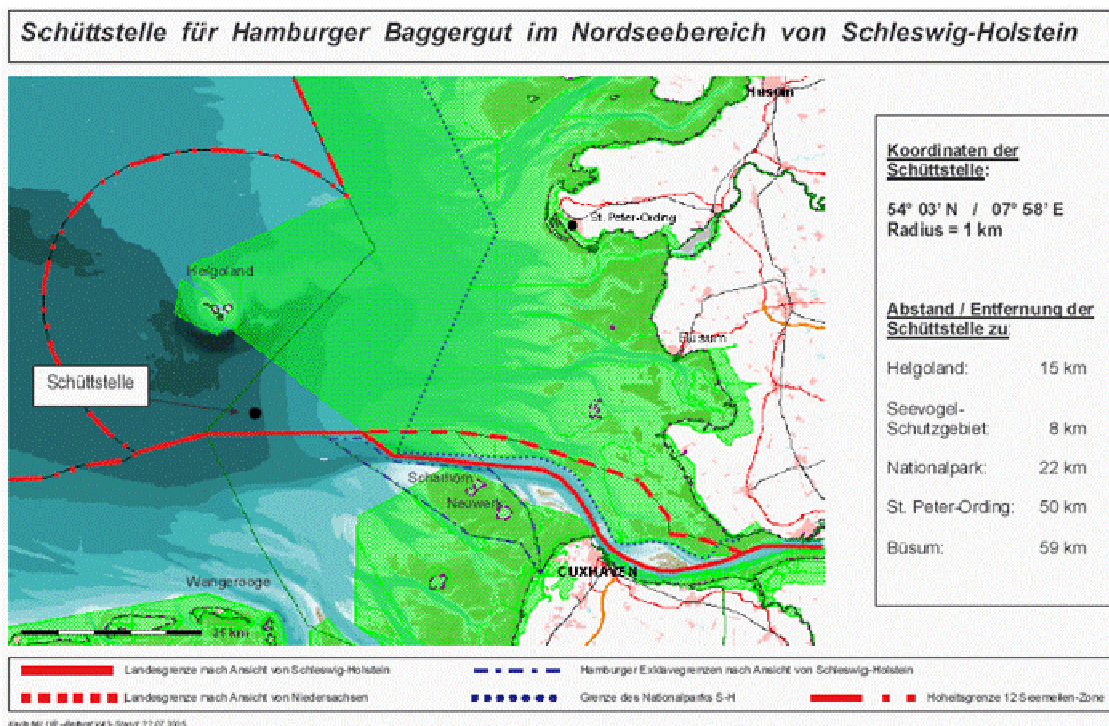 Schüttstelle für Hamburger Baggergut im Nordseebereich von Schleswig-Holstein
Husum
St. Peter-Ording
Helgoland
Büsum
Schüttstelle
Scharhörn
Neuwerk
CUXHAVEN
Wangerooge
Koordinaten der
Schüttstelle:
54° 03' N / 07° 58' E
Radius = 1 km
Abstand / Entfernung der
Schüttstelle zu:
Helgoland: 15 km
Seevogel-
Schutzgebiet: 8 km
Nationalpark: 22 km
St. Peter-Ording: 50 km
Büsum: 59 km
km
Landesgrenze nach Ansicht von Schleswig-Holstein
Hamburger Exklavegrenzen nach Ansicht von Schleswig-Holstein
Landesgrenze nach Ansicht von Niedersachsen
Grenze des Nationalparks S-H
Hoheitsgrenze 12-Seemeilen-Zone